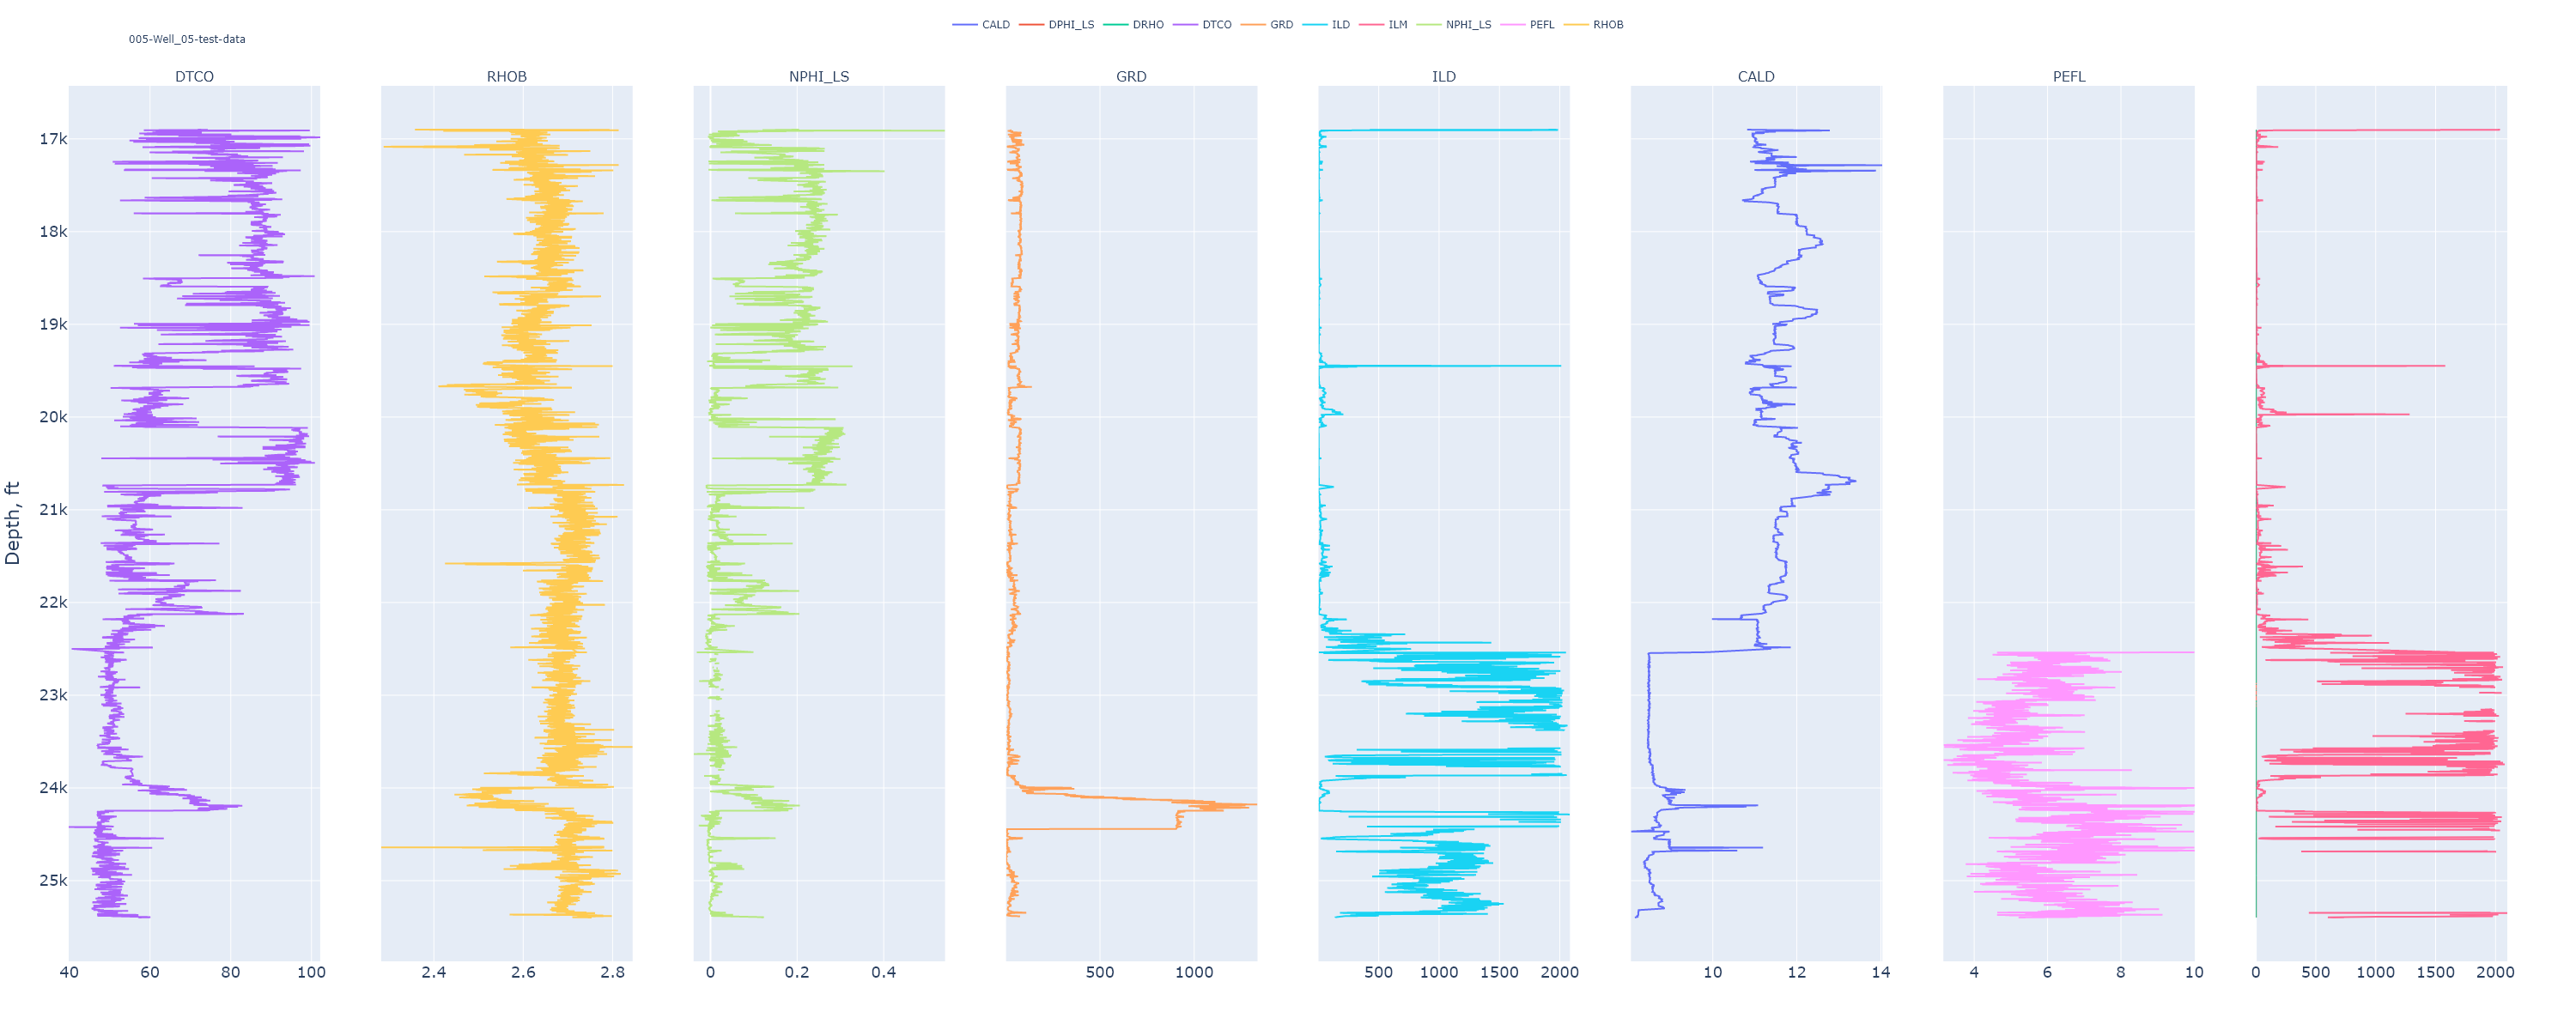 CALD DPHI_LS DRHO DTCO GRD ILD ILM NPHI_LS PEFL RHOB
005-Well_05-test-data
DTCO RHOB NPHI_LS GRD ILD CALD PEFL
17k
18k
19k
20k
21k
22k
23k
24k
25k
Depth, ft
40 60 80 100 2.4 2.6 2.8 0 0.2 0.4 500 1000 500 1000 1500 2000 10 12 14 4 6 8 10 0 500 1000 1500 2000